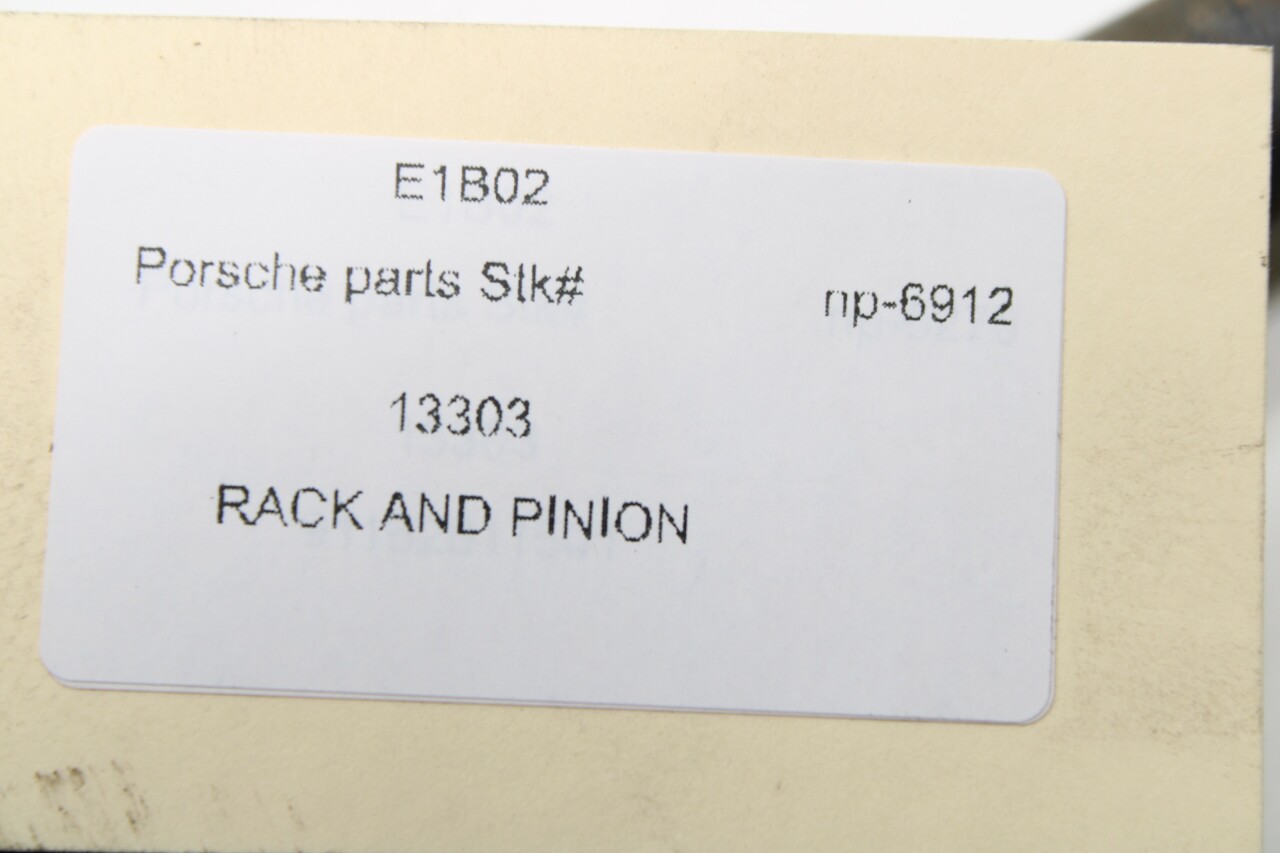 E1B02
Porsche parts Stk# np-6912
13303
RACK AND PINION